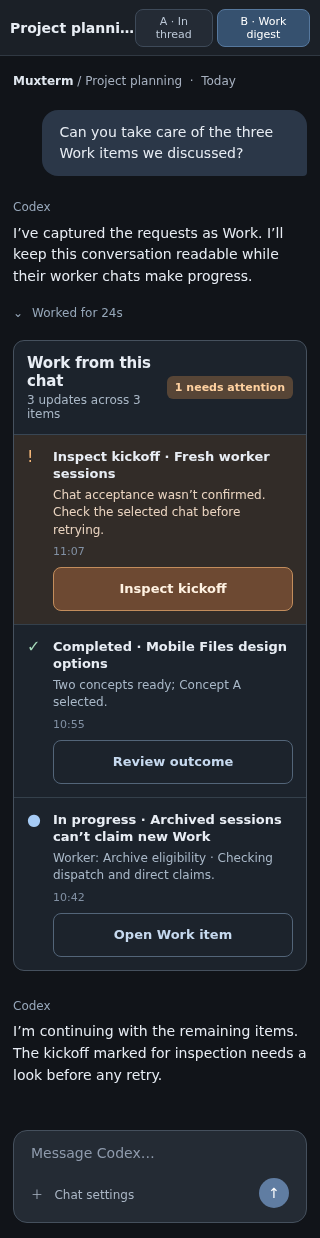 Project planni…
A · In
thread
B · Work
digest
Muxterm / Project planning · Today
Can you take care of the three
Work items we discussed?
Codex
I’ve captured the requests as Work. I’ll
keep this conversation readable while
their worker chats make progress.
⌄ Worked for 24s
Work from this
chat
3 updates across 3
items
1 needs attention
! Inspect kickoff · Fresh worker
sessions
Chat acceptance wasn’t confirmed.
Check the selected chat before
retrying.
11:07
Inspect kickoff
✓ Completed · Mobile Files design
options
Two concepts ready; Concept A
selected.
10:55
Review outcome
● In progress · Archived sessions
can’t claim new Work
Worker: Archive eligibility · Checking
dispatch and direct claims.
10:42
Open Work item
Codex
I’m continuing with the remaining items.
The kickoff marked for inspection needs a
look before any retry.
Message Codex…
+ Chat settings
↑